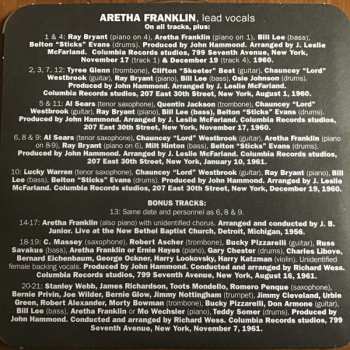 ARETHA FRANKLIN, lead vocals
On all tracks, plus:
1 & 4: Ray Bryant (piano on 4), Aretha Franklin (piano on 1), Bill Lee (bass),
Belton "Sticks" Evans (drums). Produced by John Hammond. Arranged by J. Leslie
McFarland. Columbia Records studios, 799 Seventh Avenue, New York,
November 17 (track 1) & December 19 (track 4), 1960.
2, 3, 7, 12: Tyree Glenn (trombone), Clifton "Skeeter" Best (guitar), Chauncey "Lord"
Westbrook (guitar), Ray Bryant (piano), Bill Lee (bass), Osie Johnson (drums).
Produced by John Hammond. Arranged by J. Leslie McFarland. Columbia Records
studios, 207 East 30th Street, New York, August 1, 1960.
5 & 11: Al Sears (tenor saxophone), Quentin Jackson (trombone), Chauncey "Lord"
Westbrook (guitar), Ray Bryant (piano), Bill Lee (bass), Belton "Sticks" Evans (drums).
Produced by John Hammond. Arranged by J. Leslie McFarland. Columbia Records studios,
207 East 30th Street, New York, November 17, 1960.
6, 8 & 9: Al Sears (tenor saxophone), Chauncey "Lord" Westbrook (guitar), Aretha Franklin (piano
on 8-9), Ray Bryant (piano on 6), Milt Hinton (bass), Belton "Sticks" Evans (drums).
Produced by John Hammond. Arranged by J. Leslie McFarland. Columbia Records studios,
207 East 30th Street, New York, January 10, 1961.
10: Lucky Warren (tenor saxophone), Chauncey "Lord" Westbrook (guitar), Ray Bryant (piano), Bill Lee
(bass), Belton "Sticks" Evans (drums). Produced by John Hammond. Arranged by J. Leslie
McFarland. Columbia Records studios, 207 East 30th Street, New York, December 19, 1960.
BONUS TRACKS:
13: Same date and personnel as 6, 8 & 9.
14-17: Aretha Franklin (also piano) with unidentified chorus. Arranged and conducted by J. B.
Junior. Live at the New Bethel Baptist Church, Detroit, Michigan, 1956.
18-19: C. Massey (saxophone), Robert Ascher (trombone), Bucky Pizzarelli (guitar), Russ
Savakus (bass), Aretha Franklin or Ernie Hayes (piano), Gary Chester (drums), Charles Libove,
Bernard Eichenbaum, George Ockner, Harry Lookovsky, Harry Katzman (violin). Unidentified
female backing vocals. Produced by John Hammond. Conducted and arranged by Richard Wess.
Columbia Records studios, 799 Seventh Avenue, New York, August 16, 1961.
20-21: Stanley Webb, James Richardson, Toots Mondello, Romeo Penque (saxophone),
Bernie Privin, Joe Wilder, Bernie Glow, Jimmy Nottingham (trumpet), Jimmy Cleveland, Urbie
Green, Robert Alexander, Morty Bowman (trombone), Bucky Pizzarelli, Don Armone (guitar),
Bill Lee (bass), Aretha Franklin or Mo Wechsler (piano), Teddy Somer (drums). Produced by
John Hammond. Conducted and arranged by Richard Wess. Columbia Records studios, 799
Seventh Avenue, New York, November 7, 1961.